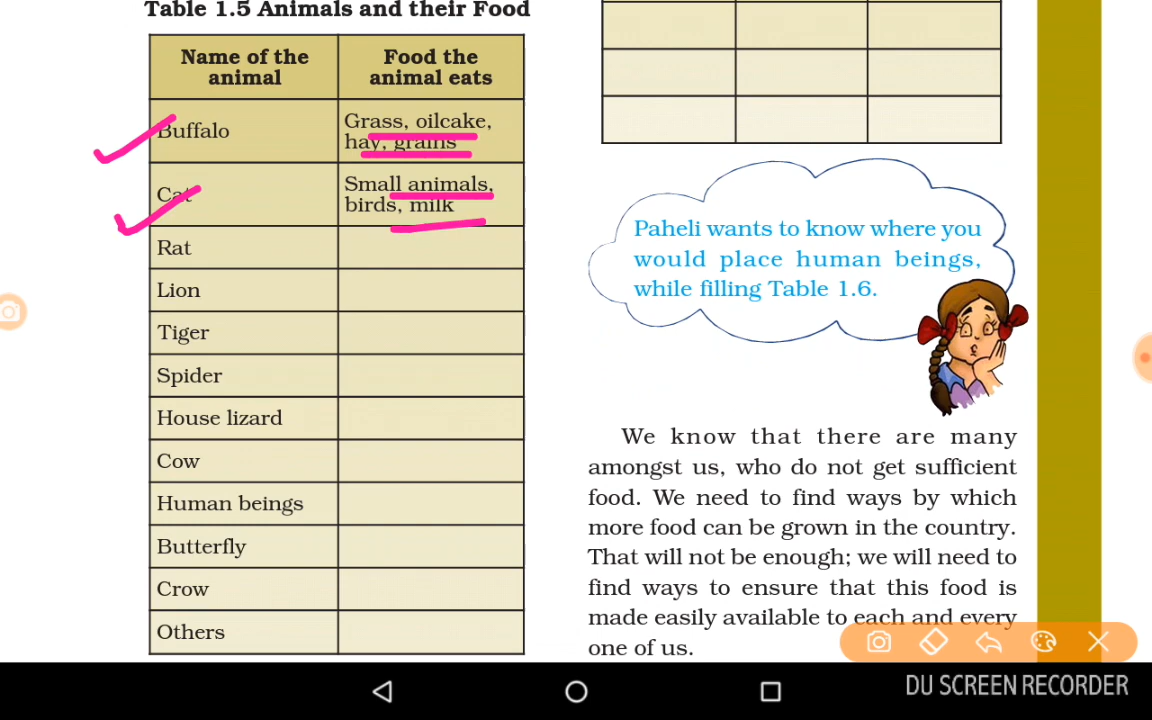 Table 1.5 Animals and their Food
Name of the
animal
Food the
animal eats
Buffalo
Grass, oilcake,
hay, grains
Cat
Small animals,
birds, milk
Rat
Lion
Tiger
Spider
House lizard
Cow
Human beings
Butterfly
Crow
Others
Paheli wants to know where you
would place human beings,
while filling Table 1.6.
We know that there are many
amongst us, who do not get sufficient
food. We need to find ways by which
more food can be grown in the country.
That will not be enough; we will need to
find ways to ensure that this food is
made easily available to each and every
one of us.
DU SCREEN RECORDER